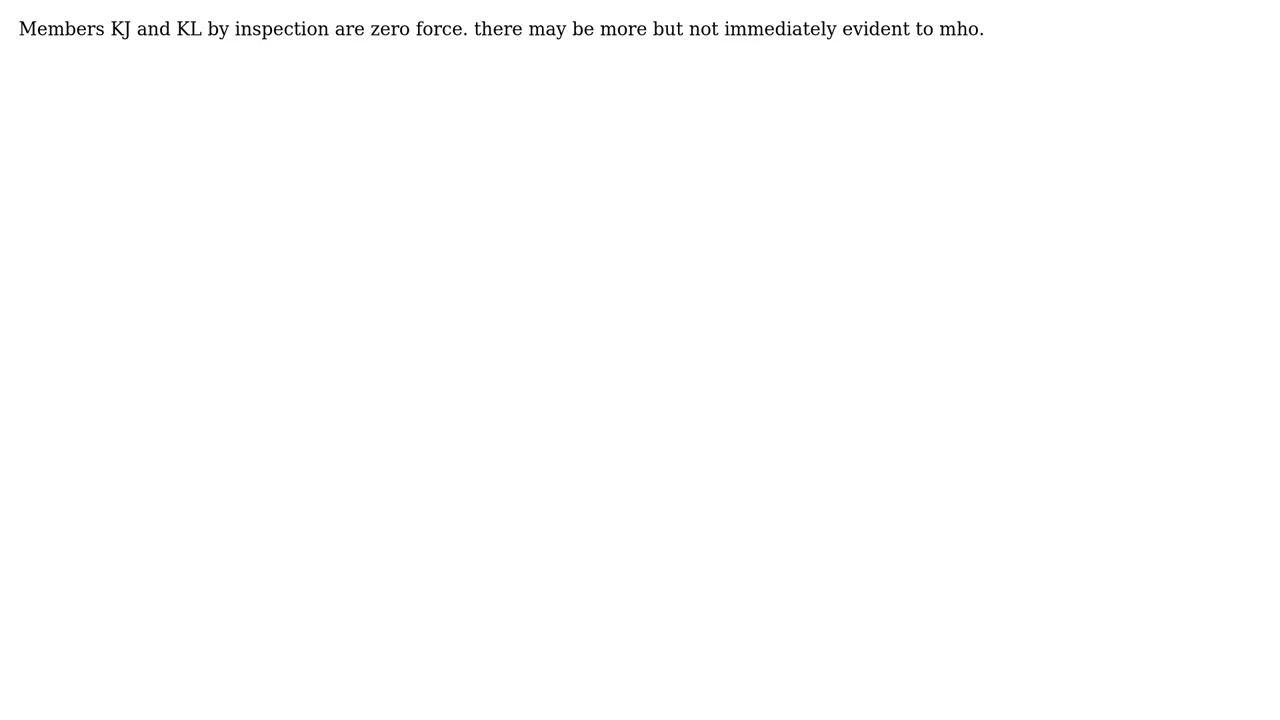 Members KJ and KL by inspection are zero force. there may be more but not immediately evident to mho.